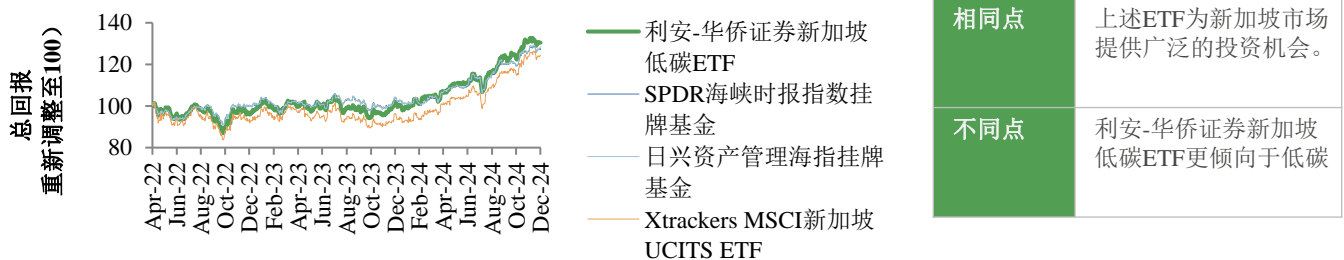 总回报
重新调整至100）
140
120
100
80
Apr-22
Jun-22
Aug-22
Oct-22
Dec-22
Feb-23
Apr-23
Jun-23
Aug-23
Oct-23
Dec-23
Feb-24
Apr-24
Jun-24
Aug-24
Oct-24
Dec-24
利安-华侨证券新加坡
低碳ETF
SPDR海峡时报指数挂
牌基金
日兴资产管理海指挂牌
基金
Xtrackers MSCI新加坡
UCITS ETF
相同点
上述ETF为新加坡市场
提供广泛的投资机会。
不同点
利安-华侨证券新加坡
低碳ETF更倾向于低碳